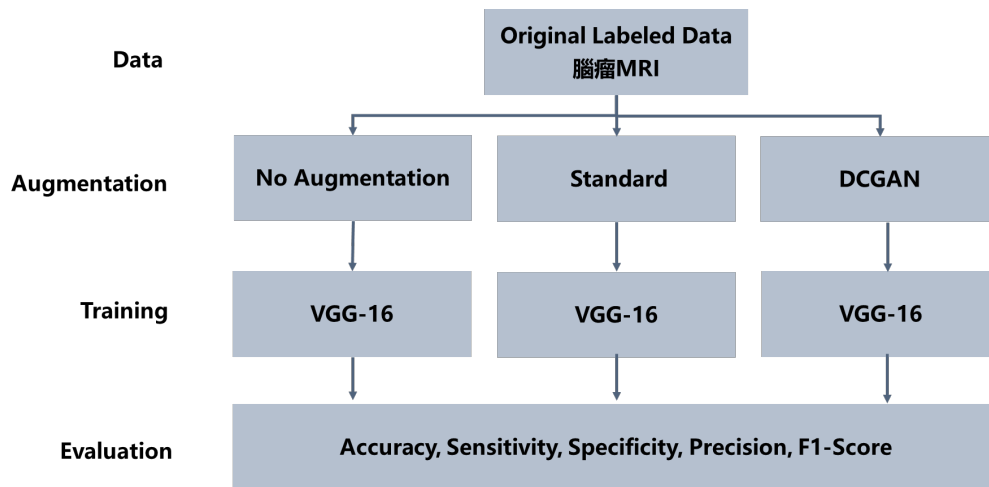 Data
Original Labeled Data
腦瘤MRI
Augmentation
No Augmentation
Standard
DCGAN
Training
VGG-16
VGG-16
VGG-16
Evaluation
Accuracy, Sensitivity, Specificity, Precision, F1-Score